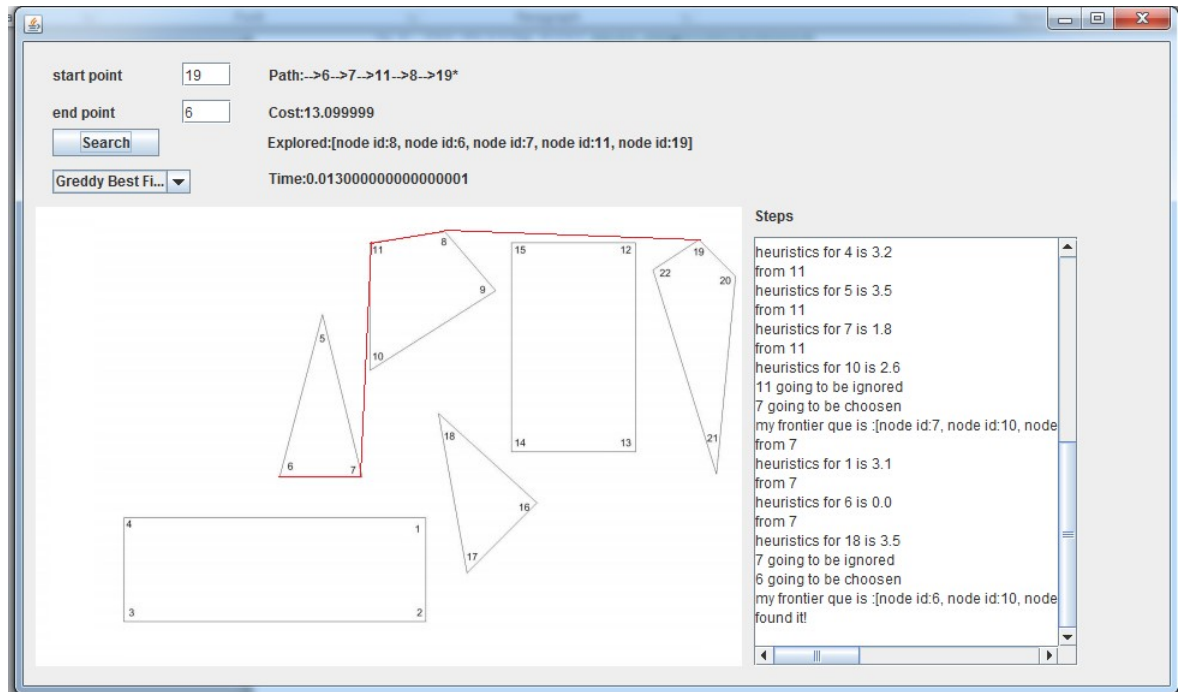 start point 19 Path:-->6-->7-->11-->8-->19*
end point 6 Cost:13.099999
Search Explored:[node id:8, node id:6, node id:7, node id:11, node id:19]
Greddy Best Fi... Time:0.013000000000000001
Steps
8
11
15
12
19
22
20
9
5
10
18
14
13
21
6
7
16
4
1
17
3
2
heuristics for 4 is 3.2
from 11
heuristics for 5 is 3.5
from 11
heuristics for 7 is 1.8
from 11
heuristics for 10 is 2.6
11 going to be ignored
7 going to be choosen
my frontier que is :[node id:7, node id:10, node
from 7
heuristics for 1 is 3.1
from 7
heuristics for 6 is 0.0
from 7
heuristics for 18 is 3.5
7 going to be ignored
6 going to be choosen
my frontier que is :[node id:6, node id:10, node
found it!